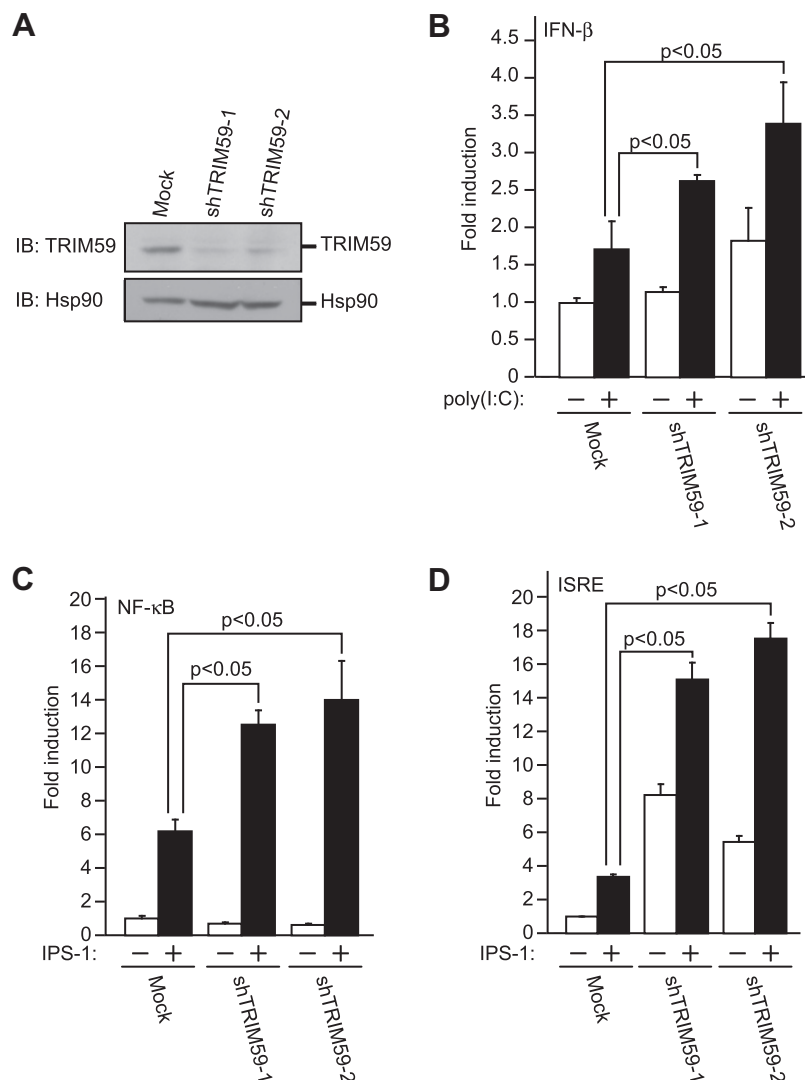 A
Mock
shTRIM59-1
shTRIM59-2
IB: TRIM59
TRIM59
IB: Hsp90
Hsp90
B
IFN-β
Fold induction
4.5
4.0
3.5
3.0
2.5
2.0
1.5
1.0
0.5
0
p<0.05
p<0.05
poly(I:C):
− + − + − +
Mock
shTRIM59-1
shTRIM59-2
C
NF-κB
Fold induction
20
18
16
14
12
10
8
6
4
2
0
p<0.05
p<0.05
IPS-1:
− + − + − +
Mock
shTRIM59-1
shTRIM59-2
D
ISRE
Fold induction
20
18
16
14
12
10
8
6
4
2
0
p<0.05
p<0.05
IPS-1:
− + − + − +
Mock
shTRIM59-1
shTRIM59-2